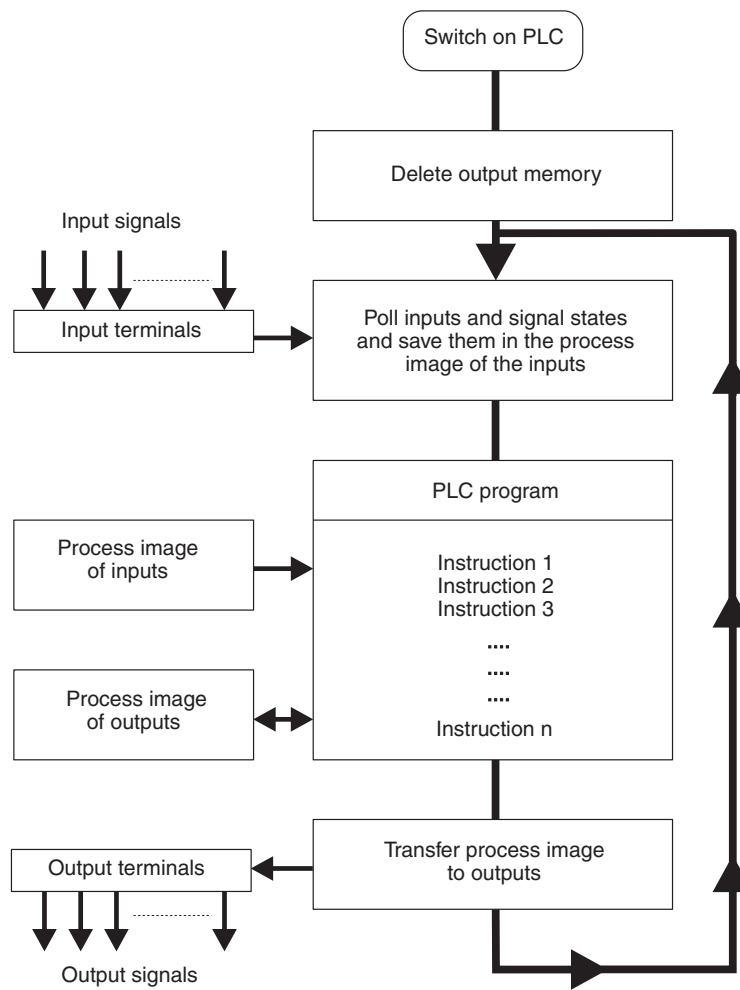 Switch on PLC
Delete output memory
Input signals
Input terminals
Poll inputs and signal states
and save them in the process
image of the inputs
PLC program
Process image
of inputs
Instruction 1
Instruction 2
Instruction 3
....
....
....
Instruction n
Process image
of outputs
Transfer process image
to outputs
Output terminals
Output signals